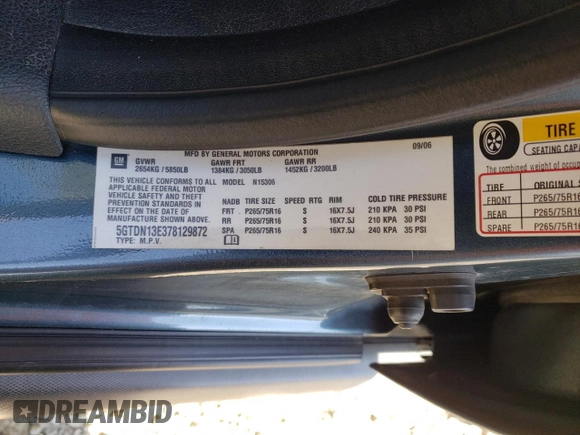 MFD BY GENERAL MOTORS CORPORATION 09/06
GM
GVWR GAWR FRT GAWR RR
2654KG / 5850LB 1384KG / 3050LB 1452KG / 3200LB
THIS VEHICLE CONFORMS TO ALL
APPLICABLE FEDERAL MOTOR
VEHICLE SAFETY AND THEFT
PREVENTION STANDARDS IN
EFFECT ON THE DATE OF
MANUFACTURE SHOWN ABOVE.
5GTDN13E378129872
TYPE: M.P.V.
MODEL N15306
TIRE SIZE SPEED RTG RIM COLD TIRE PRESSURE
FRT P265/75R16 S 16X7.5J 210 KPA 30 PSI
RR P265/75R16 S 16X7.5J 210 KPA 30 PSI
SPA P265/75R16 S 16X7.5J 240 KPA 35 PSI
TIRE
SEATING CAPA
The combined weight of occup
TIRE ORIGINAL
FRONT P265/75R16
REAR P265/75R16
SPARE P265/75R16
DREAMBID